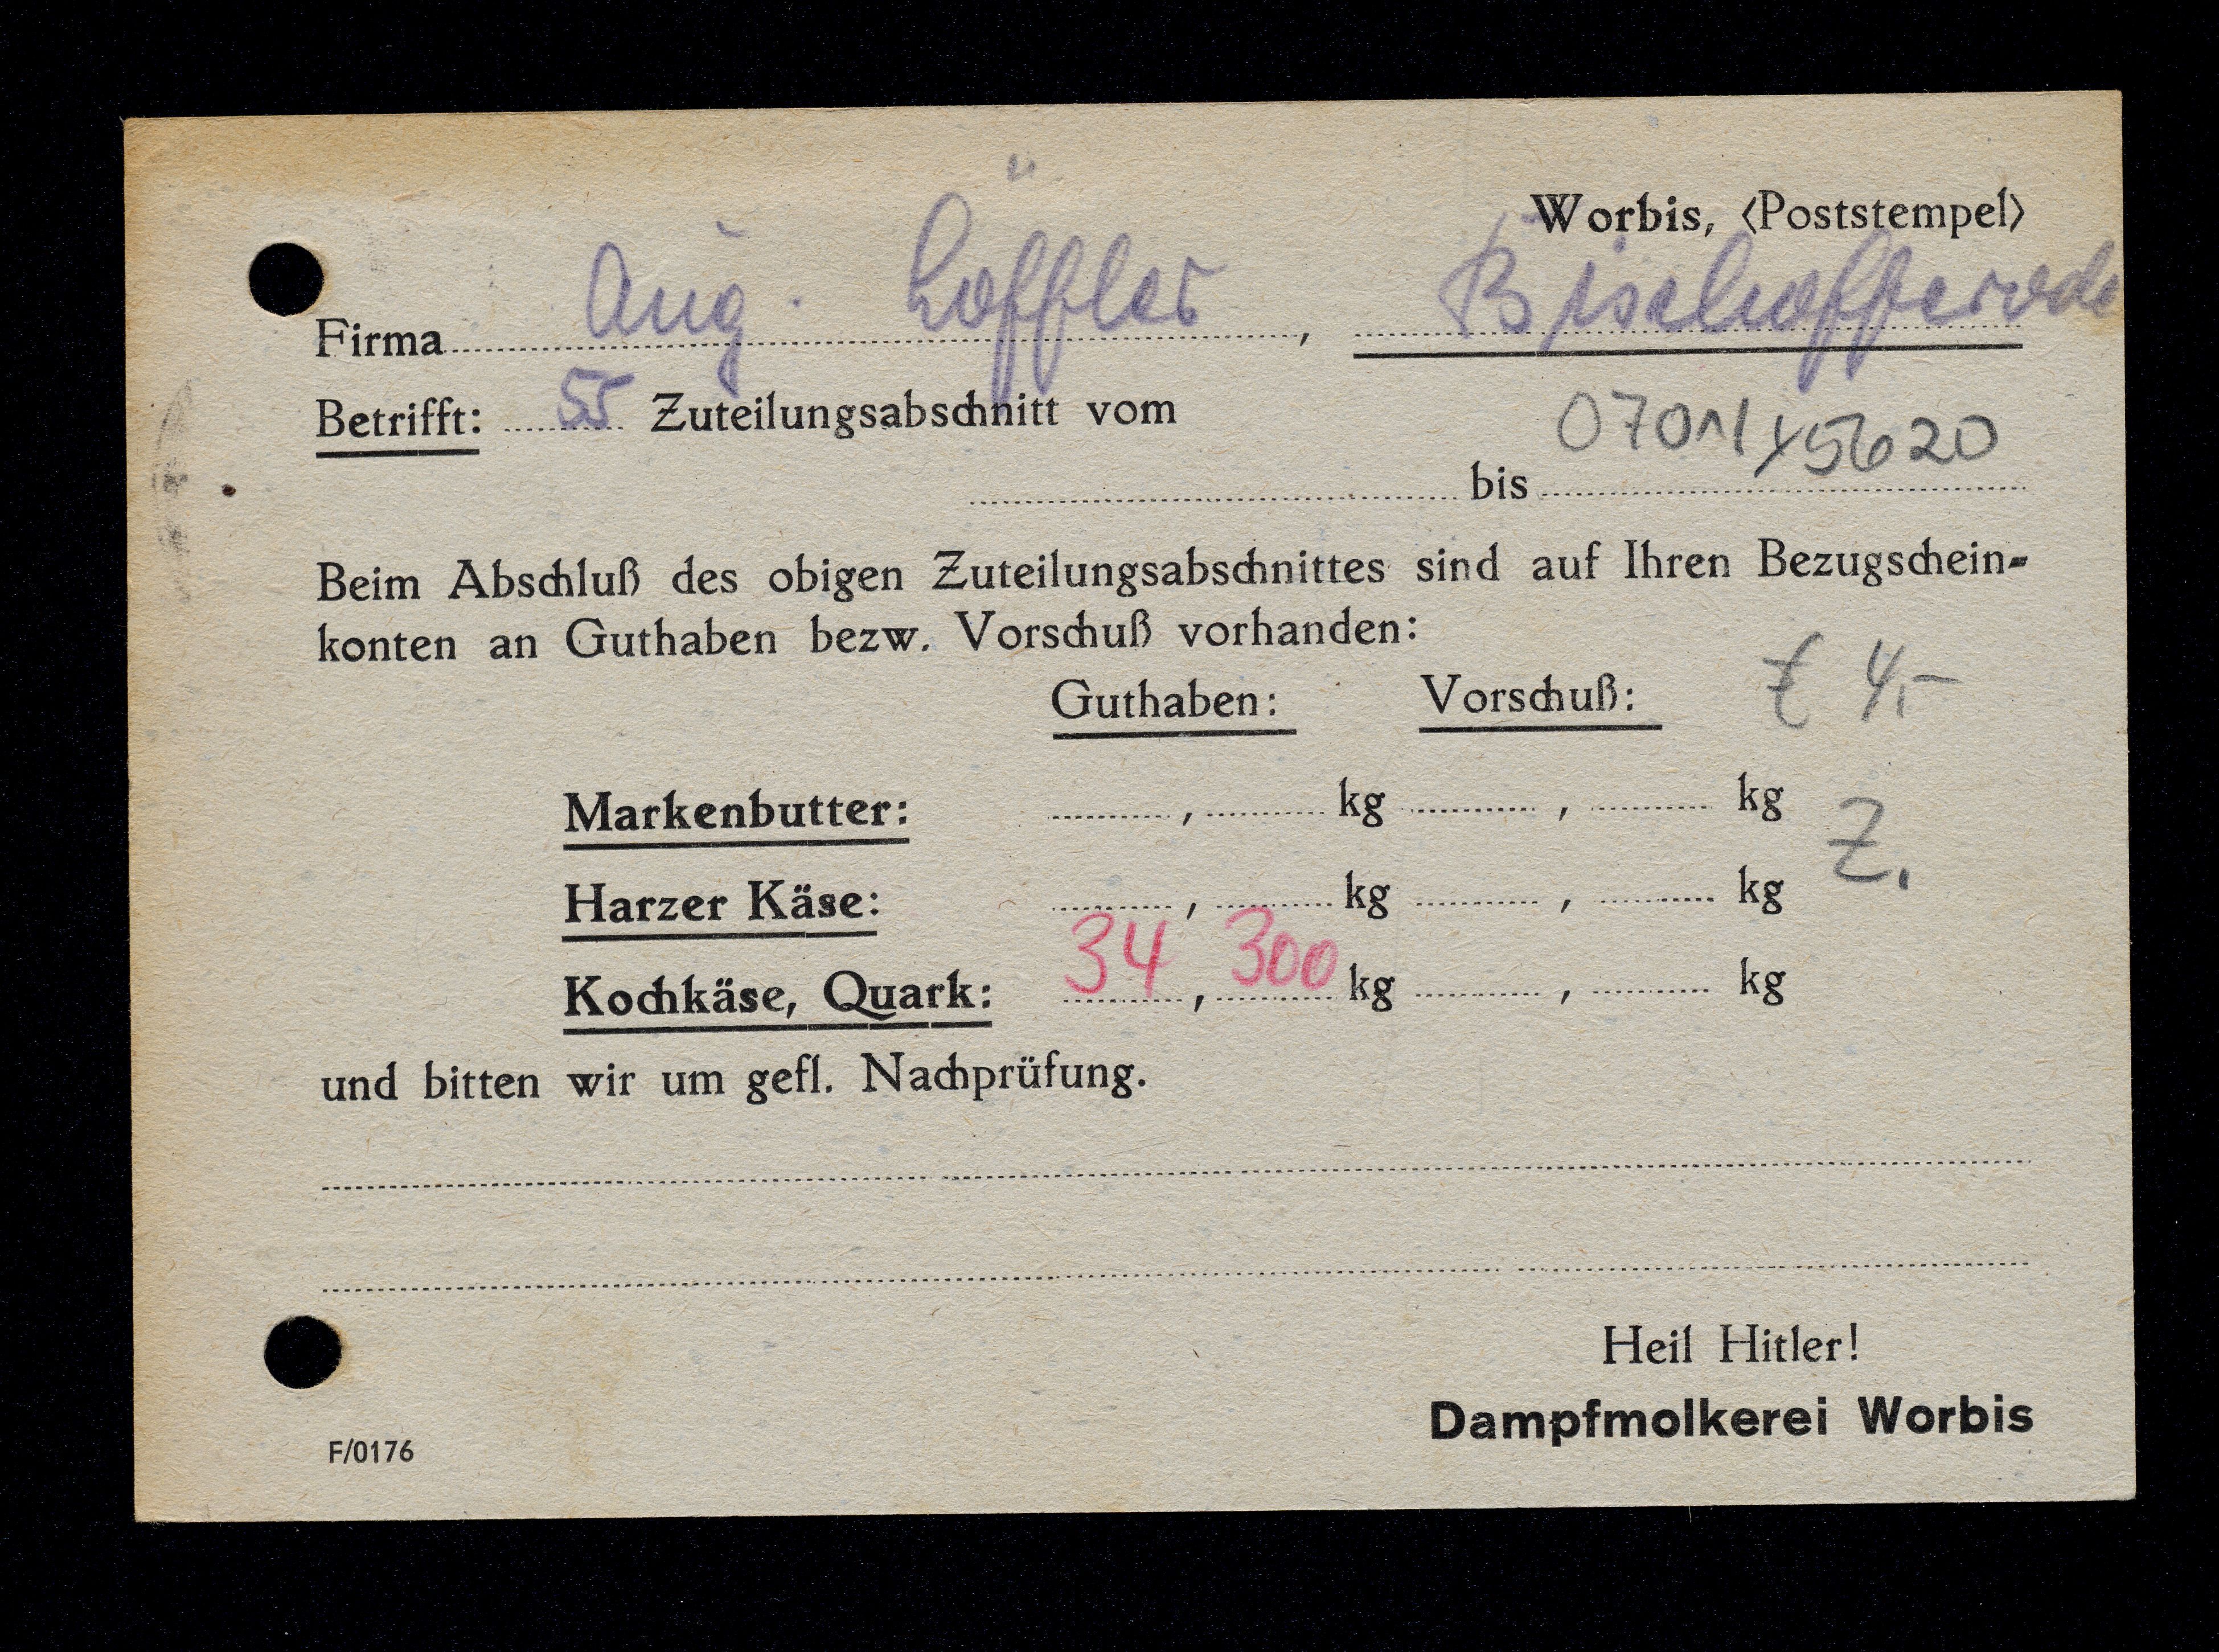 Worbis, (Poststempel)
Firma Aug. Löffler, Bischofferode
Betrifft: 55 Zuteilungsabschnitt vom
bis
Beim Abschluß des obigen Zuteilungsabschnittes sind auf Ihren Bezugschein-
konten an Guthaben bezw. Vorschuß vorhanden:
Guthaben: Vorschuß: 4,-
Markenbutter: , kg , kg
Z.
Harzer Käse: , kg , kg
Kochkäse, Quark: 34, 300 kg , kg
und bitten wir um gefl. Nachprüfung.
Heil Hitler!
Dampfmolkerei Worbis
F/0176